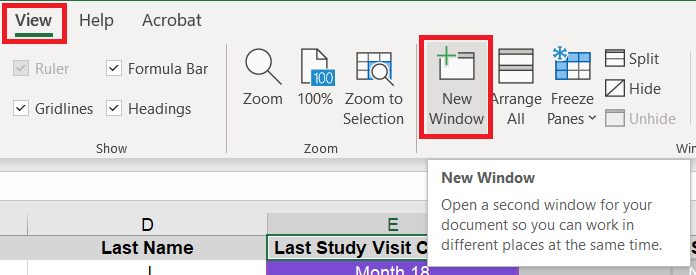 View Help Acrobat
Ruler Formula Bar
Gridlines Headings
Show
Zoom
100
100%
Zoom to
Selection
Zoom
New
Window
Arrange
All
Freeze
Panes
Split
Hide
Unhide
New Window
Open a second window for your
document so you can work in
different places at the same time.
D E
Last Name Last Study Visit C
Month 18